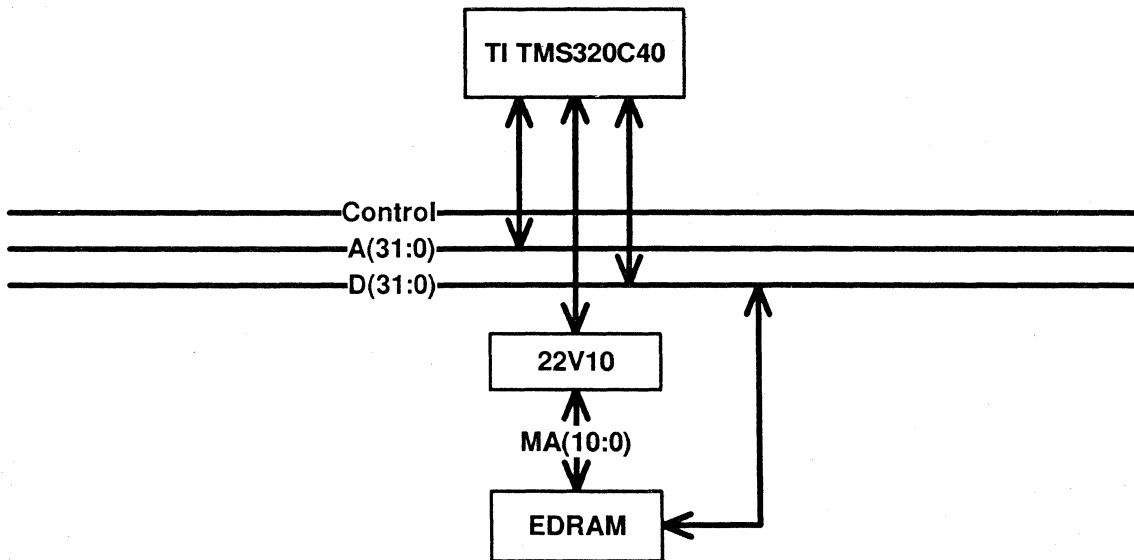 TI TMS320C40
Control
A(31:0)
D(31:0)
22V10
MA(10:0)
EDRAM